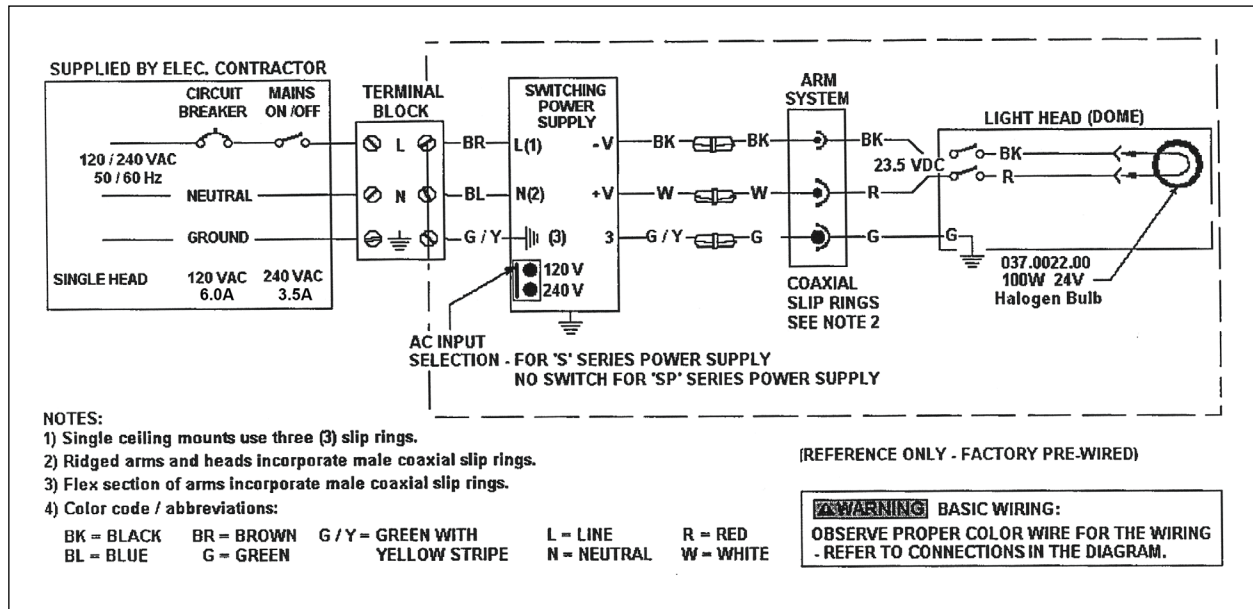 SUPPLIED BY ELEC. CONTRACTOR
CIRCUIT BREAKER
MAINS ON /OFF
120 / 240 VAC
50 / 60 Hz
NEUTRAL
GROUND
SINGLE HEAD
120 VAC
6.0A
240 VAC
3.5A
TERMINAL BLOCK
L
N
BR
BL
G / Y
SWITCHING
POWER
SUPPLY
L(1)
N(2)
(3)
-V
+V
3
120 V
240 V
BK
BK
W
W
G / Y
G
ARM
SYSTEM
COAXIAL
SLIP RINGS
SEE NOTE 2
BK
R
G
23.5 VDC
LIGHT HEAD (DOME)
BK
R
G
037.0022.00
100W 24V
Halogen Bulb
AC INPUT
SELECTION - FOR 'S' SERIES POWER SUPPLY
NO SWITCH FOR 'SP' SERIES POWER SUPPLY
NOTES:
1) Single ceiling mounts use three (3) slip rings.
2) Ridged arms and heads incorporate male coaxial slip rings.
3) Flex section of arms incorporate male coaxial slip rings.
4) Color code / abbreviations:
BK = BLACK BR = BROWN G / Y = GREEN WITH L = LINE R = RED
BL = BLUE G = GREEN YELLOW STRIPE N = NEUTRAL W = WHITE
(REFERENCE ONLY - FACTORY PRE-WIRED)
WARNING BASIC WIRING:
OBSERVE PROPER COLOR WIRE FOR THE WIRING
- REFER TO CONNECTIONS IN THE DIAGRAM.